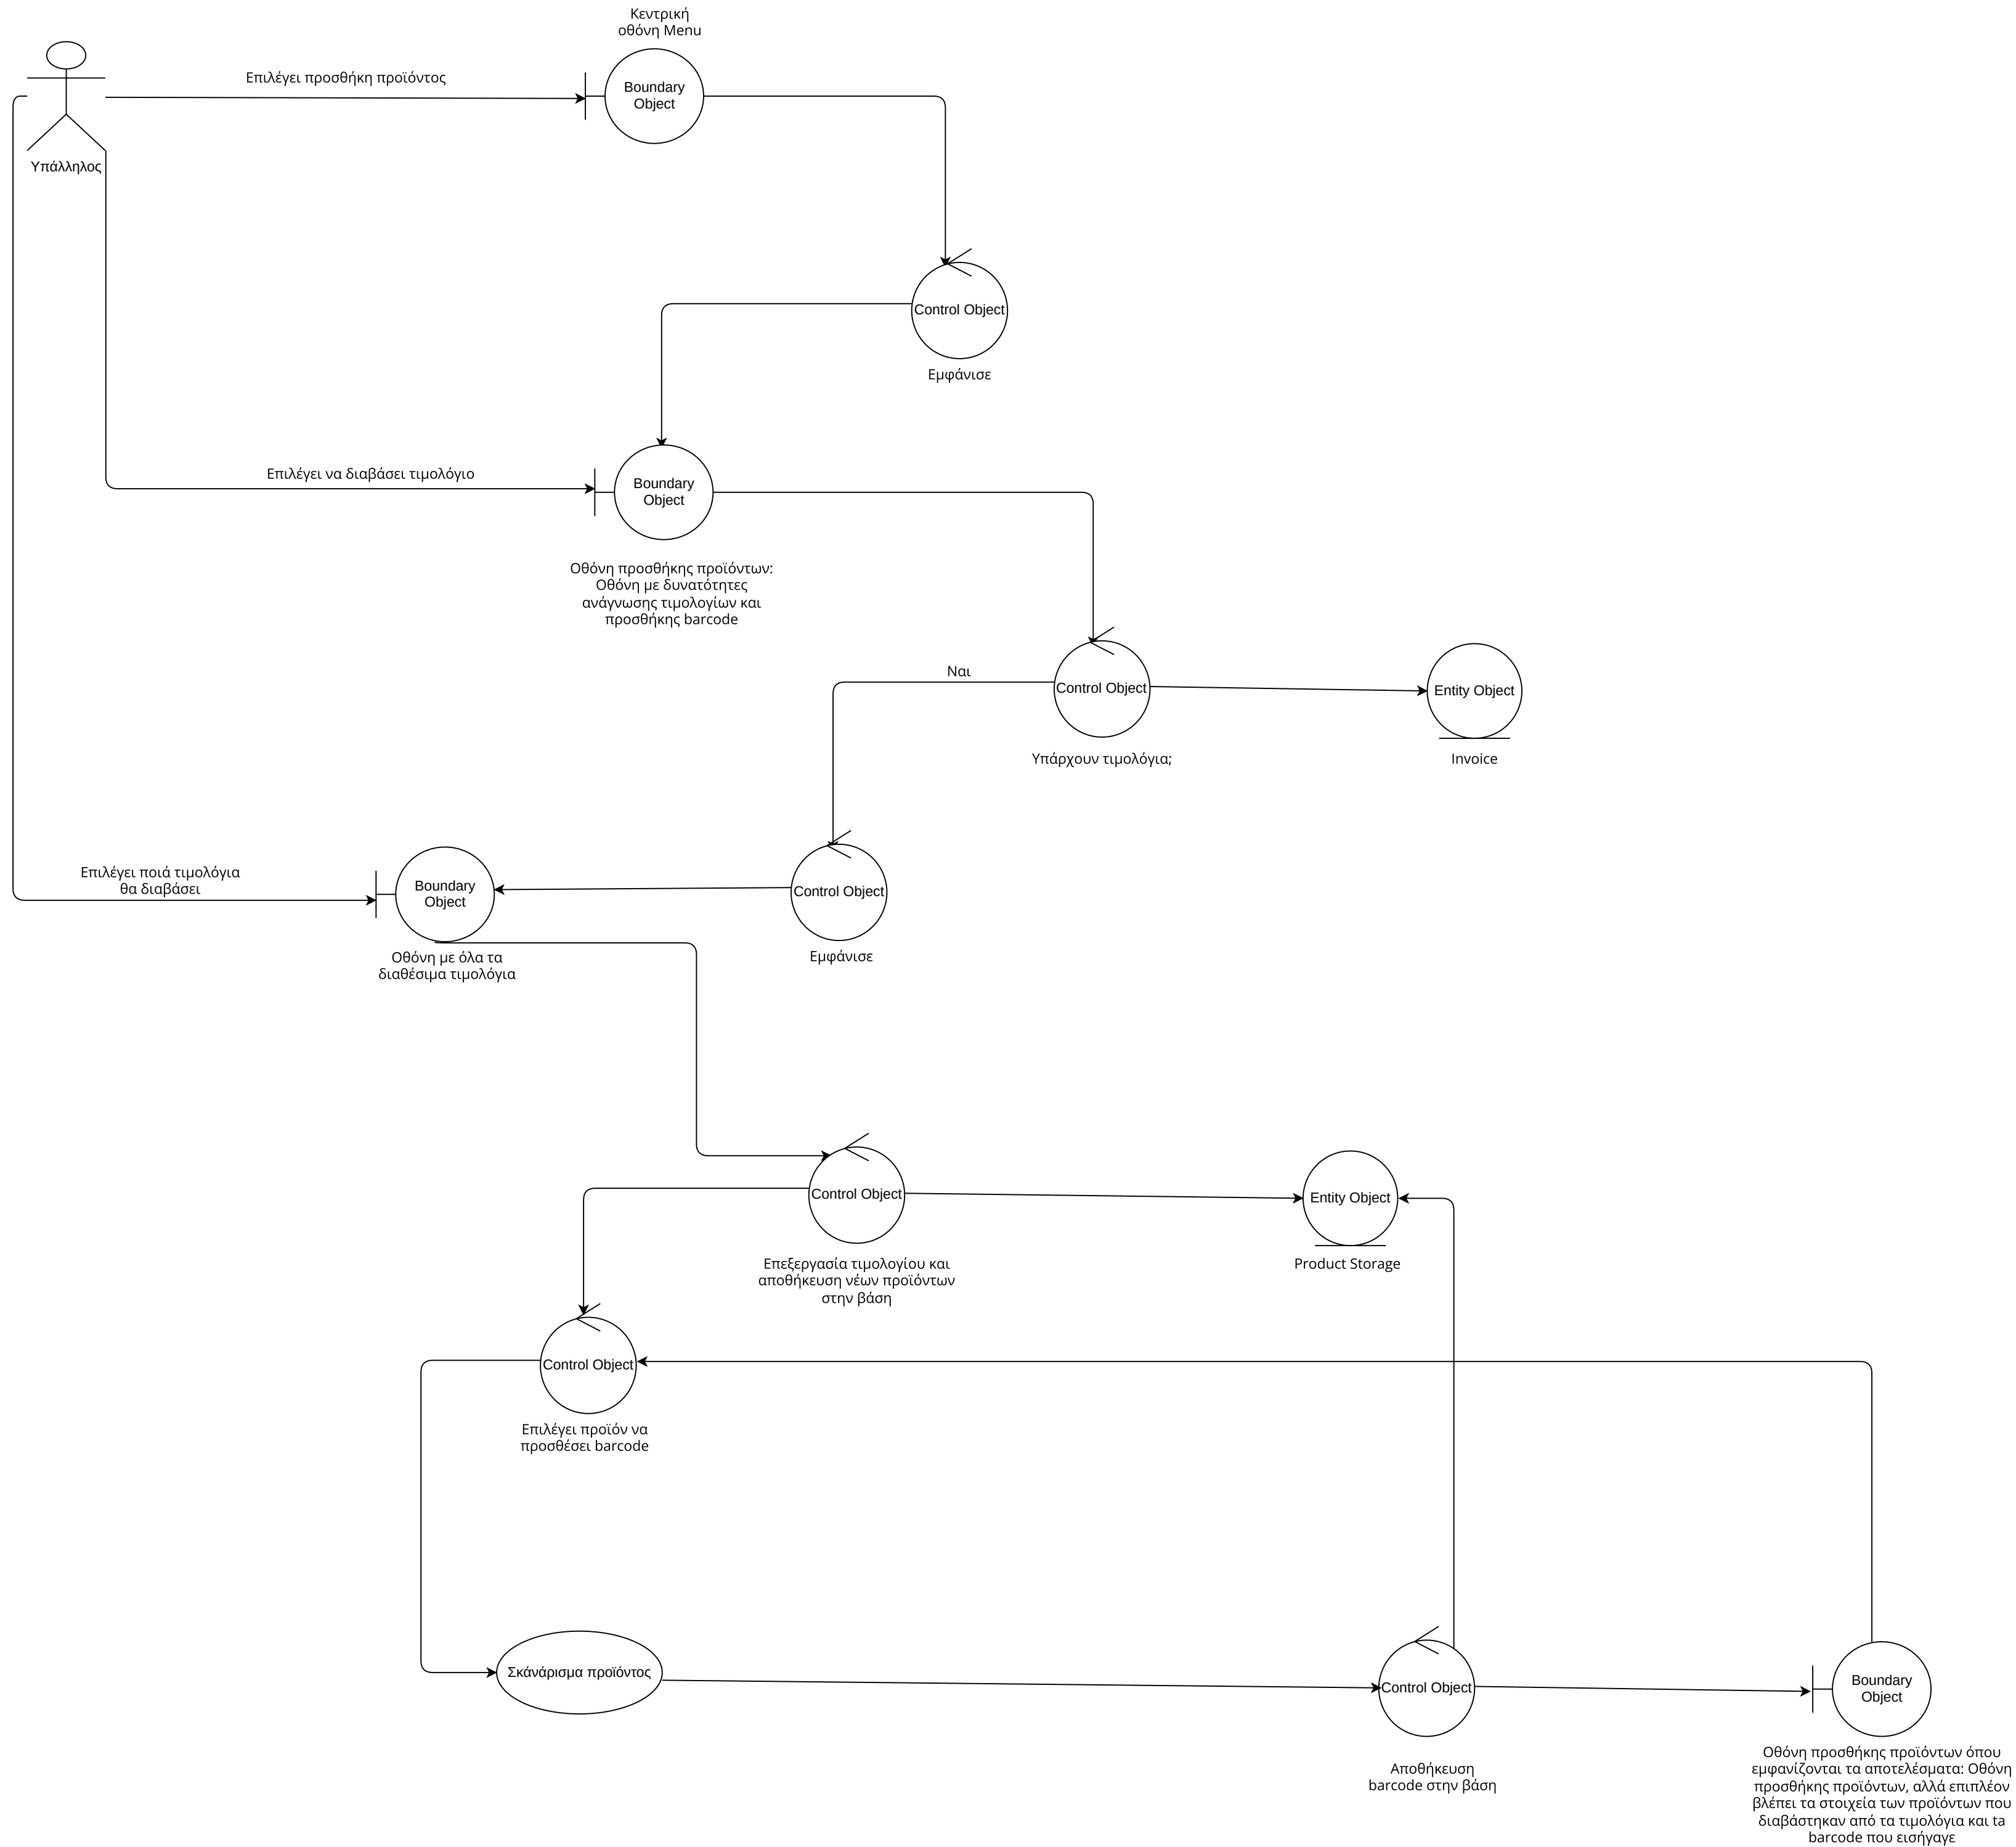 Κεντρική
οθόνη Menu
Επιλέγει προσθήκη προϊόντος
Boundary
Object
Υπάλληλος
Control Object
Εμφάνισε
Επιλέγει να διαβάσει τιμολόγιο
Boundary
Object
Οθόνη προσθήκης προϊόντων:
Οθόνη με δυνατότητες
ανάγνωσης τιμολογίων και
προσθήκης barcode
Ναι
Control Object
Entity Object
Υπάρχουν τιμολόγια;
Invoice
Επιλέγει ποιά τιμολόγια
θα διαβάσει
Boundary
Object
Control Object
Οθόνη με όλα τα
διαθέσιμα τιμολόγια
Εμφάνισε
Control Object
Entity Object
Επεξεργασία τιμολογίου και
αποθήκευση νέων προϊόντων
στην βάση
Product Storage
Control Object
Επιλέγει προϊόν να
προσθέσει barcode
Σκάνάρισμα προϊόντος
Control Object
Boundary
Object
Αποθήκευση
barcode στην βάση
Οθόνη προσθήκης προϊόντων όπου
εμφανίζονται τα αποτελέσματα: Οθόνη
προσθήκης προϊόντων, αλλά επιπλέον
βλέπει τα στοιχεία των προϊόντων που
διαβάστηκαν από τα τιμολόγια και ta
barcode που εισήγαγε